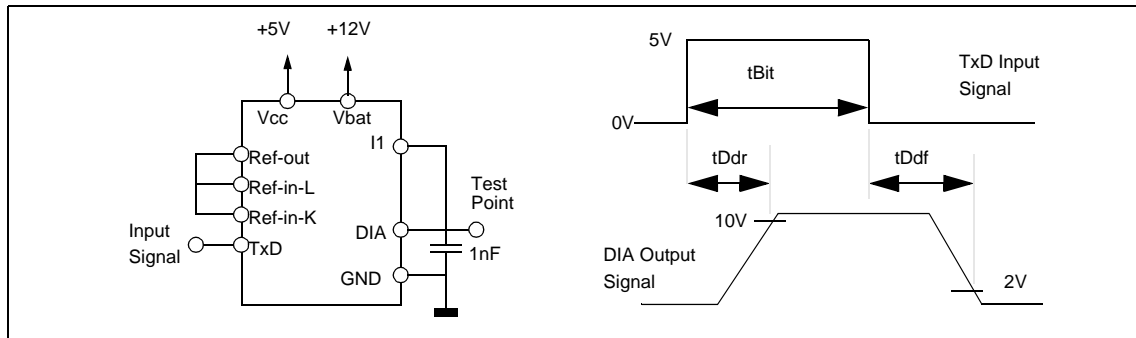 +5V +12V
Vcc Vbat
I1
Ref-out
Ref-in-L
Ref-in-K
Input
Signal
TxD
DIA
GND
Test
Point
1nF
5V
0V
tBit
TxD Input
Signal
tDdr
tDdf
10V
DIA Output
Signal
2V